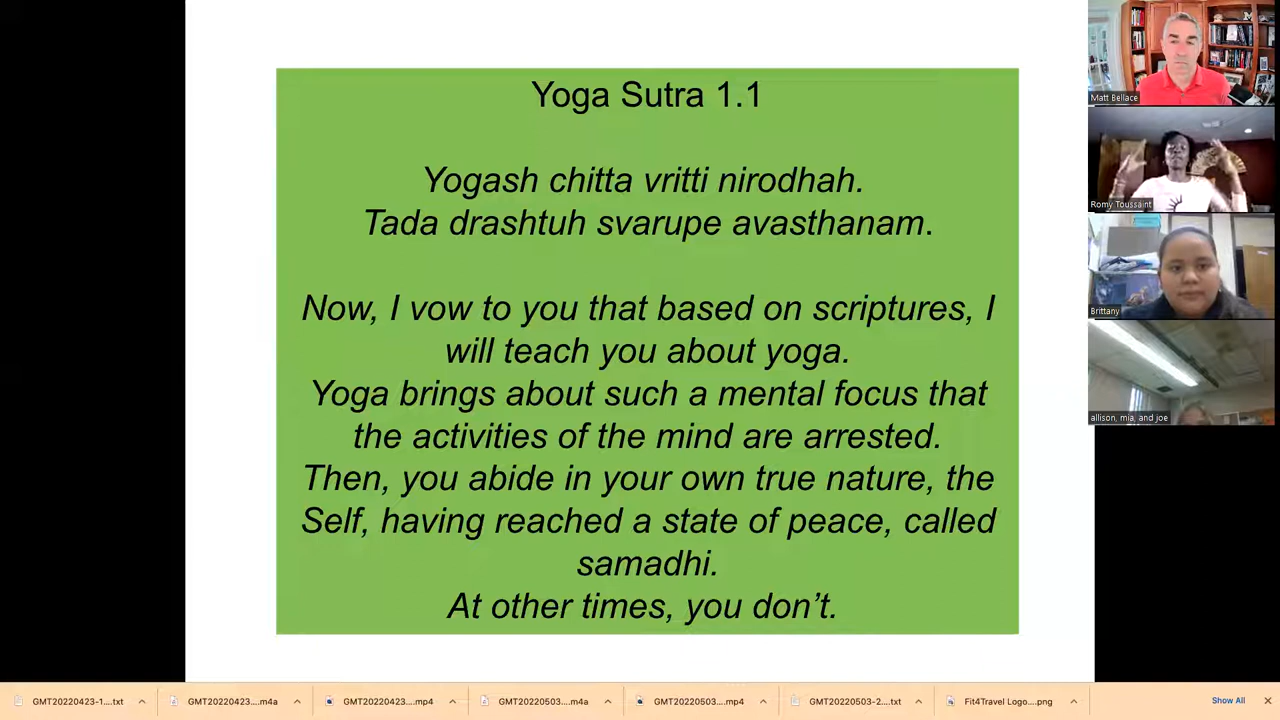 Yoga Sutra 1.1
Yogash chitta vritti nirodhah.
Tada drashtuh svarupe avasthanam.
Now, I vow to you that based on scriptures, I
will teach you about yoga.
Yoga brings about such a mental focus that
the activities of the mind are arrested.
Then, you abide in your own true nature, the
Self, having reached a state of peace, called
samadhi.
At other times, you don’t.
Matt Bellace
Romy Toussaint
Brittany
allison, mia, and joe
GMT20220423-1....txt
GMT20220423....m4a
GMT20220423....mp4
GMT20220503....m4a
GMT20220503....mp4
GMT20220503-2....txt
Fit4Travel Logo....png
Show All